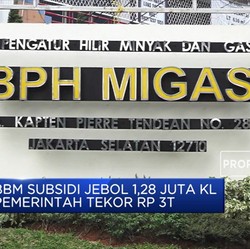 PENGATUR HILIR MINYAK DAN GAS
BPH MIGAS
. KAPTEN PIERRE TENDEAN NO. 28
JAKARTA SELATAN 12710
BBM SUBSIDI JEBOL 1,28 JUTA KL
PEMERINTAH TEKOR RP 3T